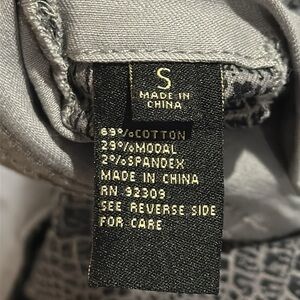 S
MADE IN
CHINA
69%COTTON
29%MODAL
2%SPANDEX
MADE IN CHINA
RN 92309
SEE REVERSE SIDE
FOR CARE